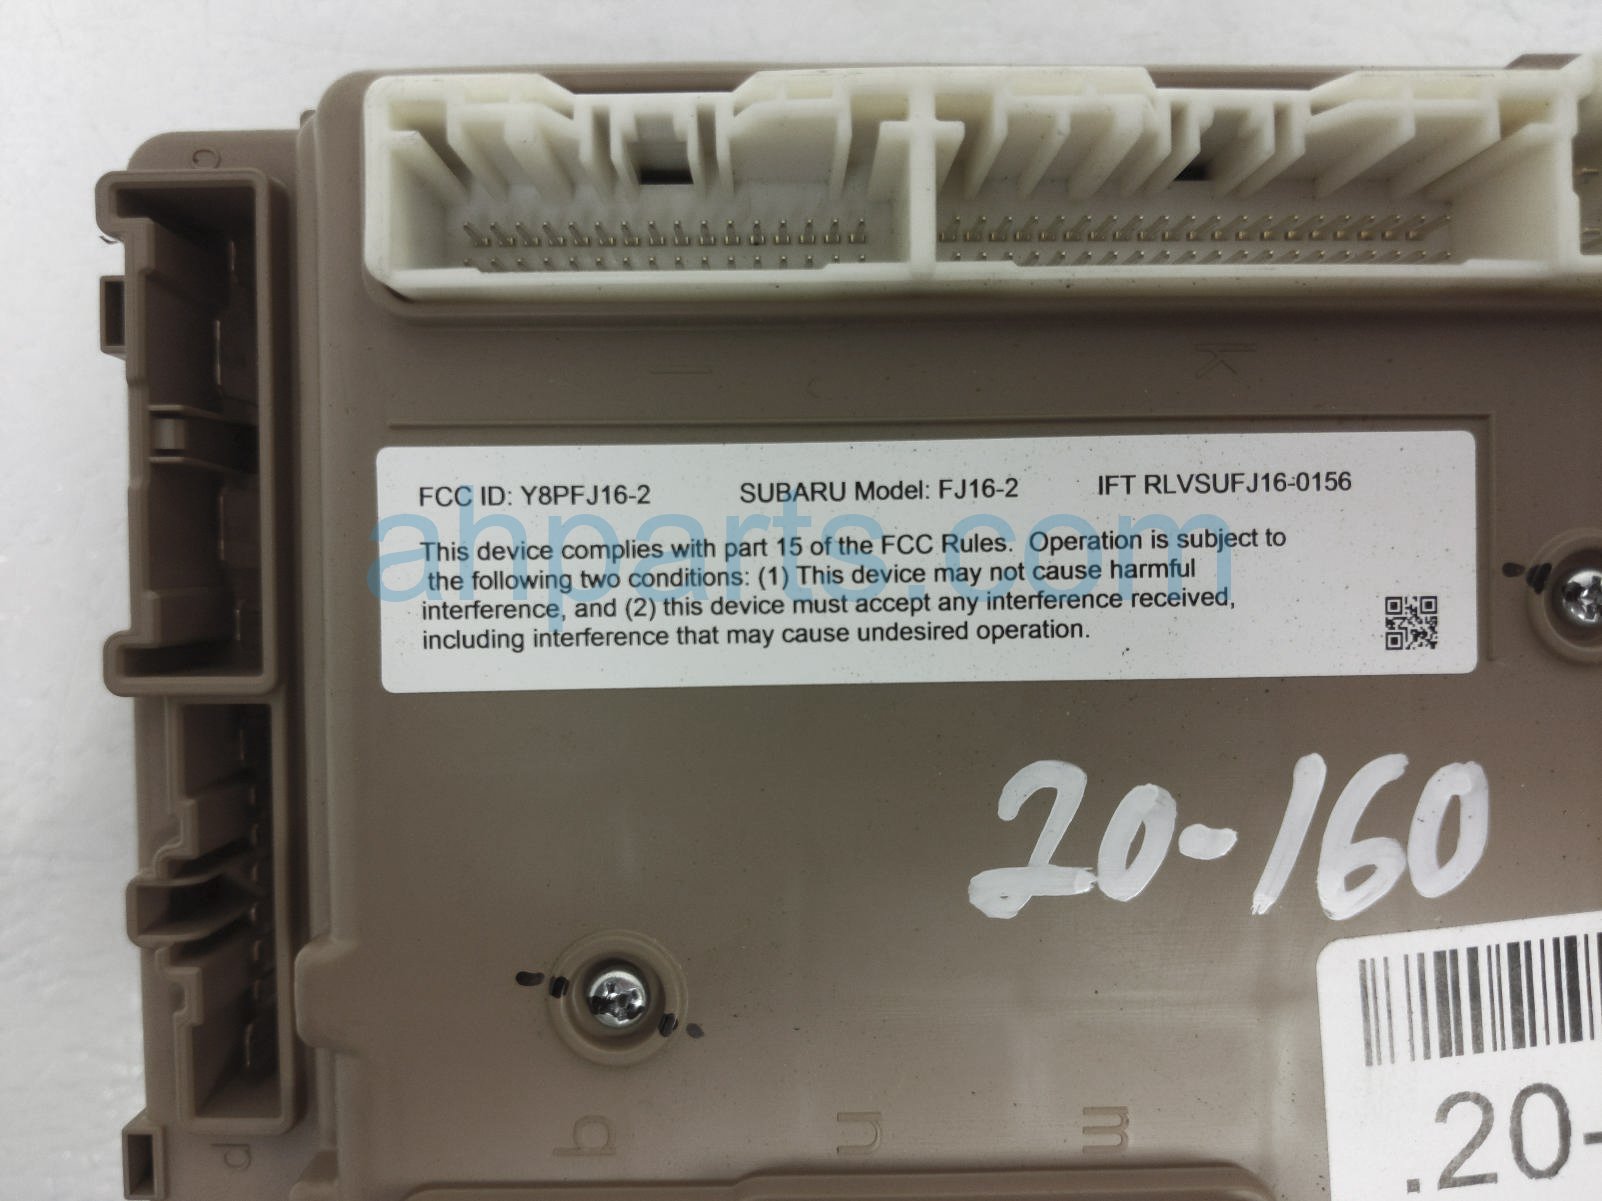 c
K
FCC ID: Y8PFJ16-2 SUBARU Model: FJ16-2 IFT RLVSUFJ16-0156
This device complies with part 15 of the FCC Rules. Operation is subject to
the following two conditions: (1) This device may not cause harmful
interference, and (2) this device must accept any interference received,
including interference that may cause undesired operation.
ahparts.com
20-160
.20-
d
q
n
m